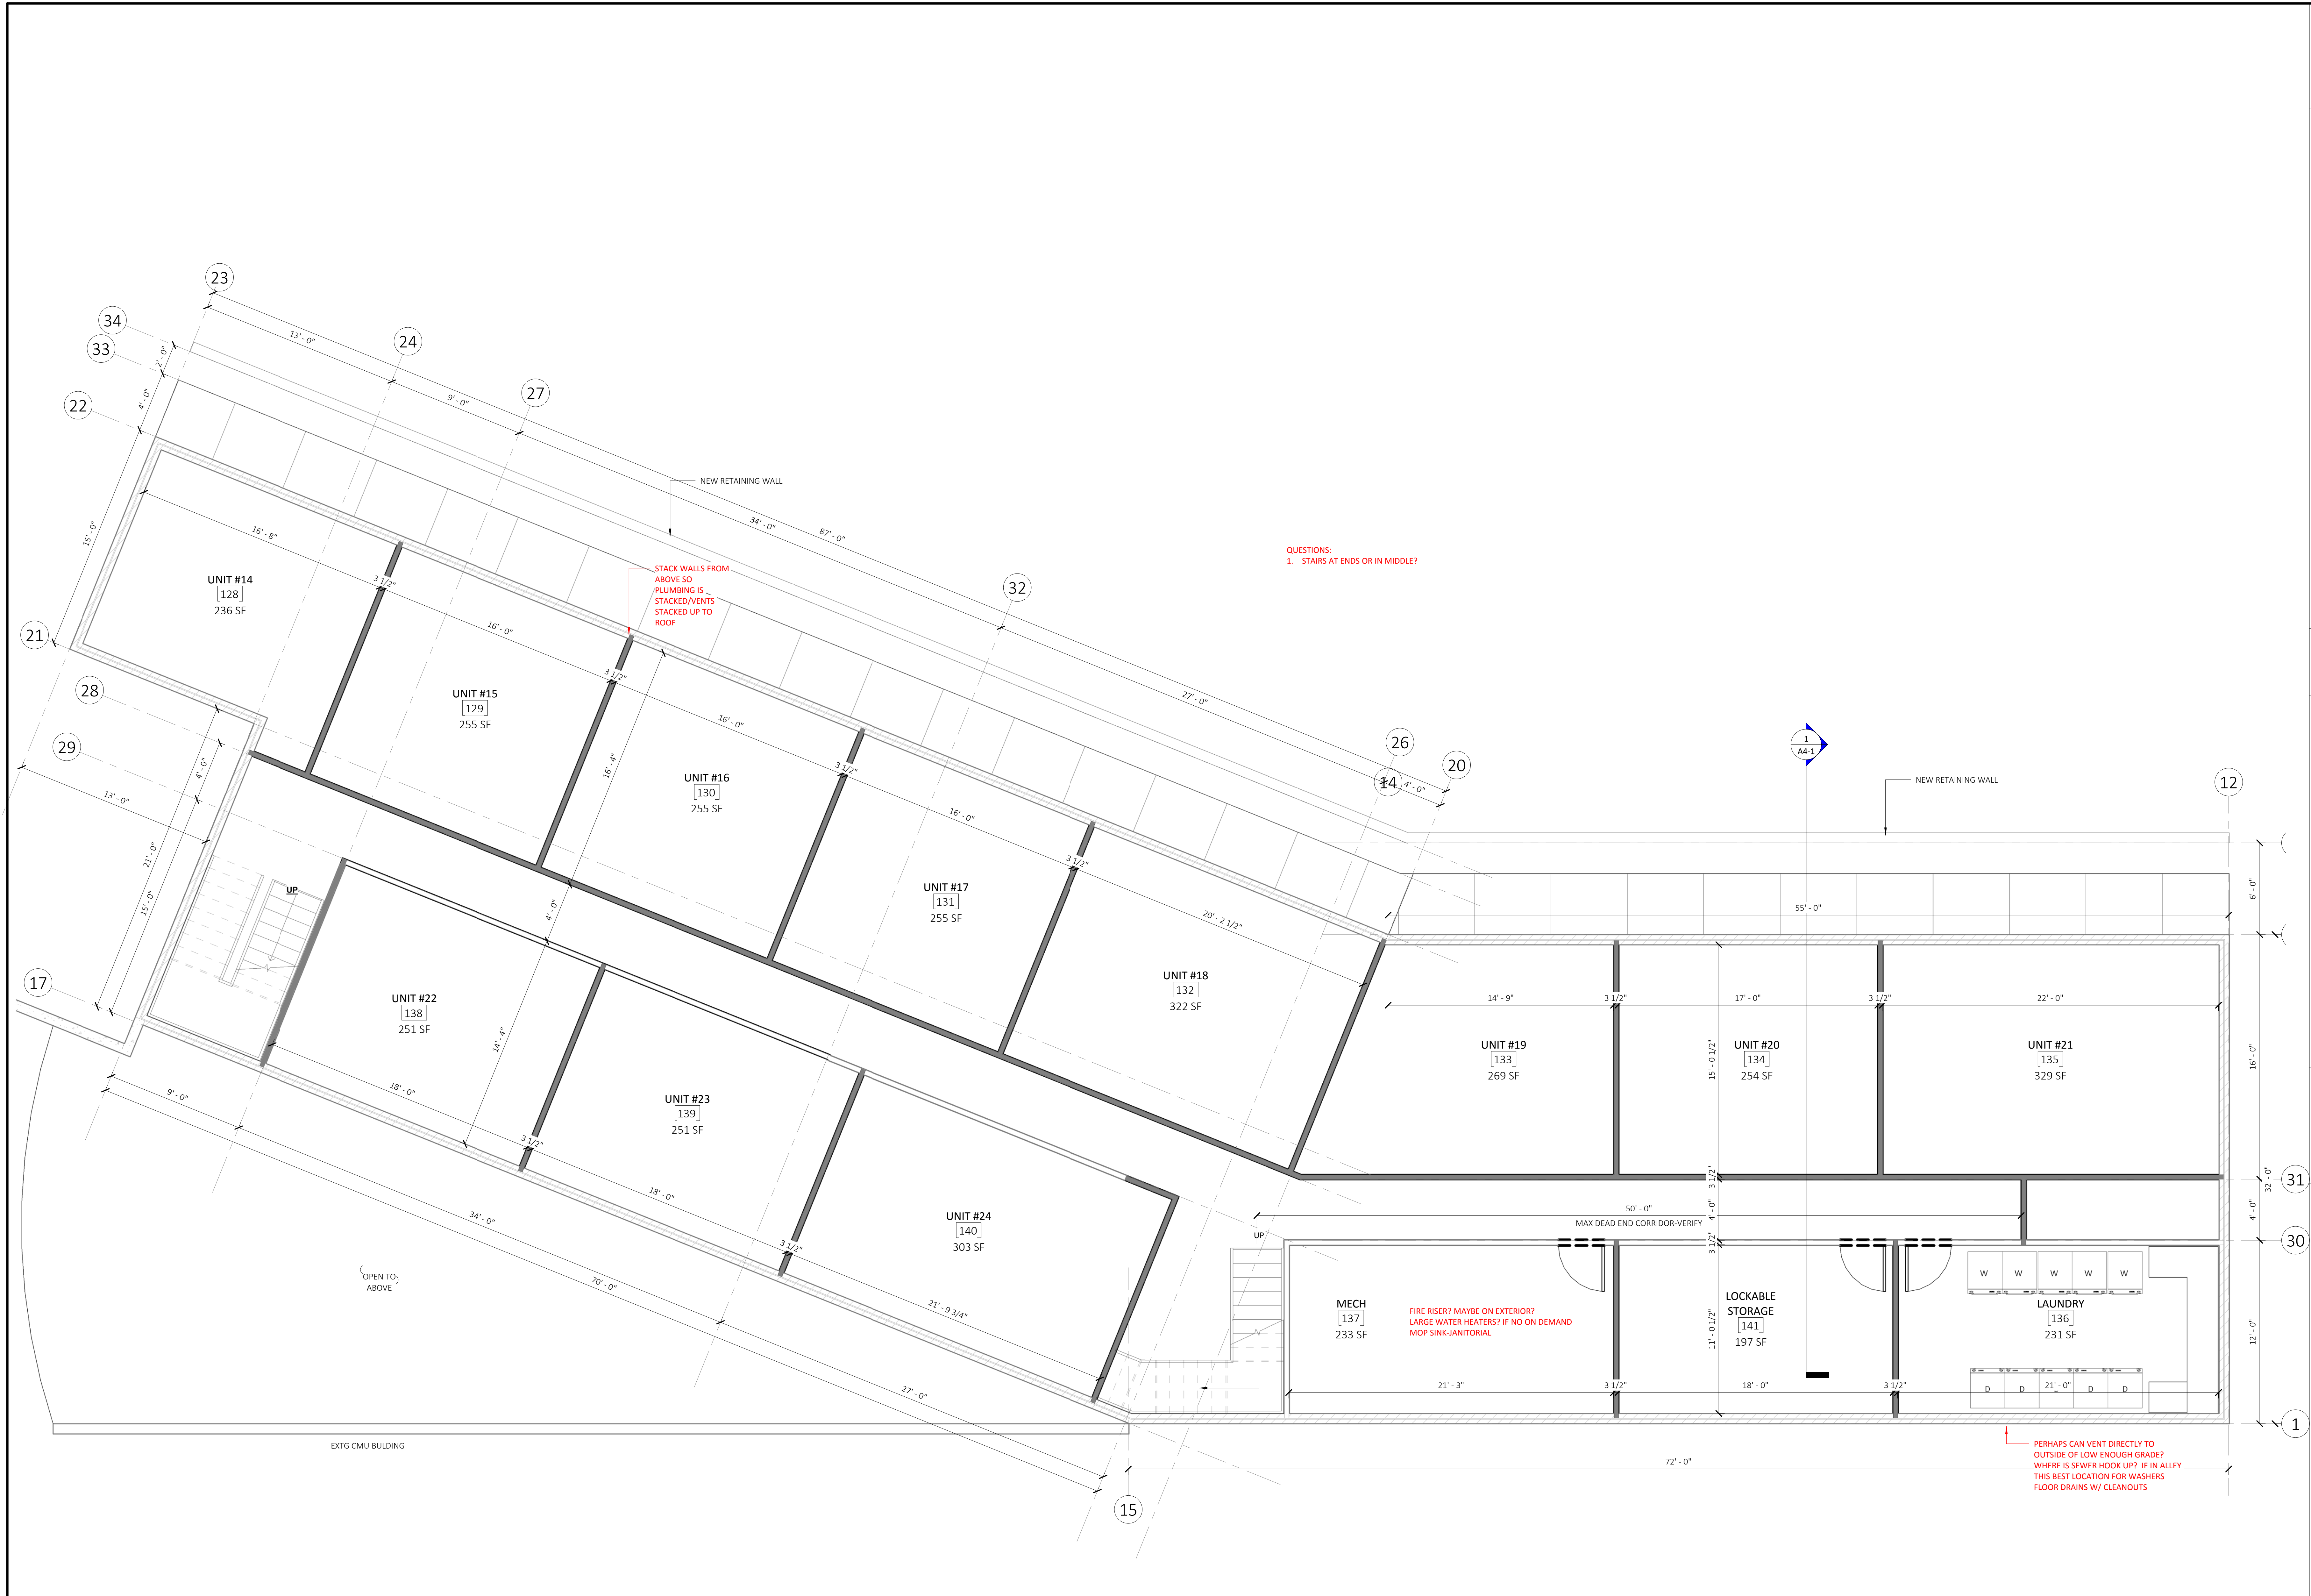 23
34
33
24
22
27
2' - 0"
4' - 0"
13' - 0"
9' - 0"
NEW RETAINING WALL
34' - 0"
87' - 0"
32
QUESTIONS:
1. STAIRS AT ENDS OR IN MIDDLE?
15' - 0"
16' - 8"
3 1/2"
UNIT #14
128
236 SF
STACK WALLS FROM
ABOVE SO
PLUMBING IS
STACKED/VENTS
STACKED UP TO
ROOF
21
28
29
16' - 0"
3 1/2"
UNIT #15
129
255 SF
27' - 0"
26
14
20
4' - 0"
1
A4-1
NEW RETAINING WALL
12
4' - 0"
13' - 0"
21' - 0"
15' - 0"
16' - 0"
16' - 4"
UNIT #16
130
255 SF
3 1/2"
16' - 0"
UNIT #17
131
255 SF
3 1/2"
20' - 2 1/2"
UNIT #18
132
322 SF
55' - 0"
6' - 0"
17
UP
4' - 0"
UNIT #22
138
251 SF
14' - 4"
14' - 9"
3 1/2"
17' - 0"
3 1/2"
22' - 0"
UNIT #19
133
269 SF
15' - 0 1/2"
UNIT #20
134
254 SF
UNIT #21
135
329 SF
16' - 0"
32' - 0"
31
9' - 0"
18' - 0"
3 1/2"
UNIT #23
139
251 SF
18' - 0"
3 1/2"
UNIT #24
140
303 SF
21' - 9 3/4"
34' - 0"
70' - 0"
27' - 0"
3 1/2"
4' - 0"
3 1/2"
50' - 0"
MAX DEAD END CORRIDOR-VERIFY
UP
4' - 0"
30
(OPEN TO)
ABOVE
MECH
137
233 SF
FIRE RISER? MAYBE ON EXTERIOR?
LARGE WATER HEATERS? IF NO ON DEMAND
MOP SINK-JANITORIAL
LOCKABLE
STORAGE
141
197 SF
11' - 0 1/2"
W W W W W
LAUNDRY
136
231 SF
12' - 0"
D D D D
21' - 3"
3 1/2"
18' - 0"
3 1/2"
21' - 0"
1
EXTG CMU BULDING
72' - 0"
PERHAPS CAN VENT DIRECTLY TO
OUTSIDE OF LOW ENOUGH GRADE?
WHERE IS SEWER HOOK UP? IF IN ALLEY
THIS BEST LOCATION FOR WASHERS
FLOOR DRAINS W/ CLEANOUTS
15